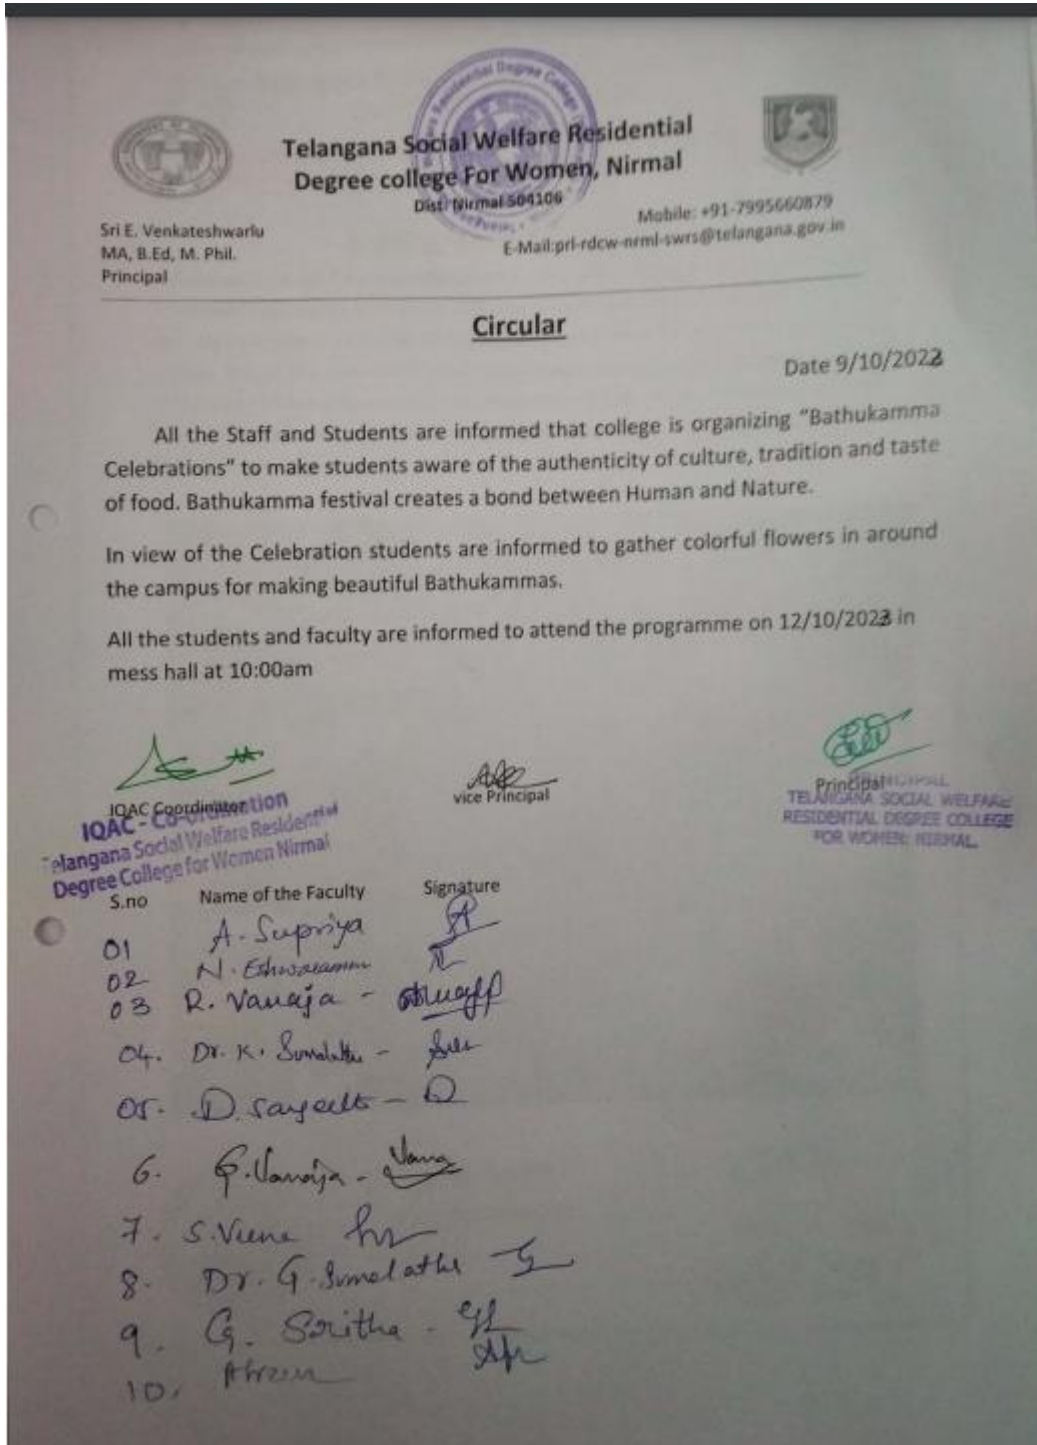 Telangana Social Welfare Residential
Degree college For Women, Nirmal
Dist: Nirmal 504106
Sri E. Venkateshwarlu
MA, B.Ed, M. Phil.
Principal
Mobile: +91-7995660879
E-Mail:prl-rdcw-nrml-swrs@telangana.gov.in
Circular
Date 9/10/2023
All the Staff and Students are informed that college is organizing “Bathukamma
Celebrations” to make students aware of the authenticity of culture, tradition and taste
of food. Bathukamma festival creates a bond between Human and Nature.
In view of the Celebration students are informed to gather colorful flowers in around
the campus for making beautiful Bathukammas.
All the students and faculty are informed to attend the programme on 12/10/2023 in
mess hall at 10:00am
IQAC Coordinator
vice Principal
Principal
IQAC - Co-ordination
Telangana Social Welfare Residential
Degree College for Women Nirmal
PRINCIPAL
TELANGANA SOCIAL WELFARE
RESIDENTIAL DEGREE COLLEGE
FOR WOMEN: NIRMAL.
S.no Name of the Faculty Signature
01 A. Supriya
02 N. Eshwaramm
03 R. Vanaja -
04. Dr. K. Sumalatha -
05. D. Sangeeta -
6. G. Vanaja - Vana
7. S. Veena
8. Dr. G. Sumalatha
9. G. Sritha -
10.